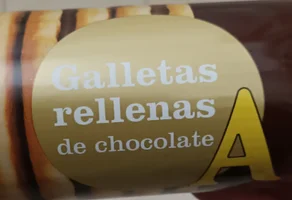 Galletas
rellenas
de chocolate
A